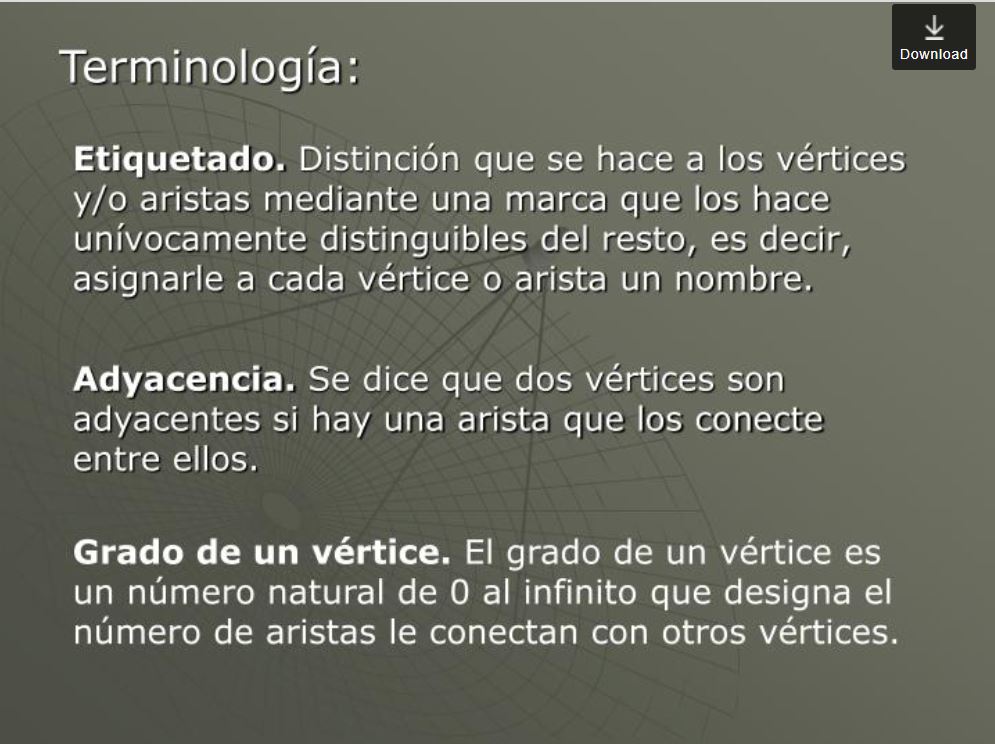 Download
Terminología:
Etiquetado. Distinción que se hace a los vértices
y/o aristas mediante una marca que los hace
unívocamente distinguibles del resto, es decir,
asignarle a cada vértice o arista un nombre.
Adyacencia. Se dice que dos vértices son
adyacentes si hay una arista que los conecte
entre ellos.
Grado de un vértice. El grado de un vértice es
un número natural de 0 al infinito que designa el
número de aristas le conectan con otros vértices.